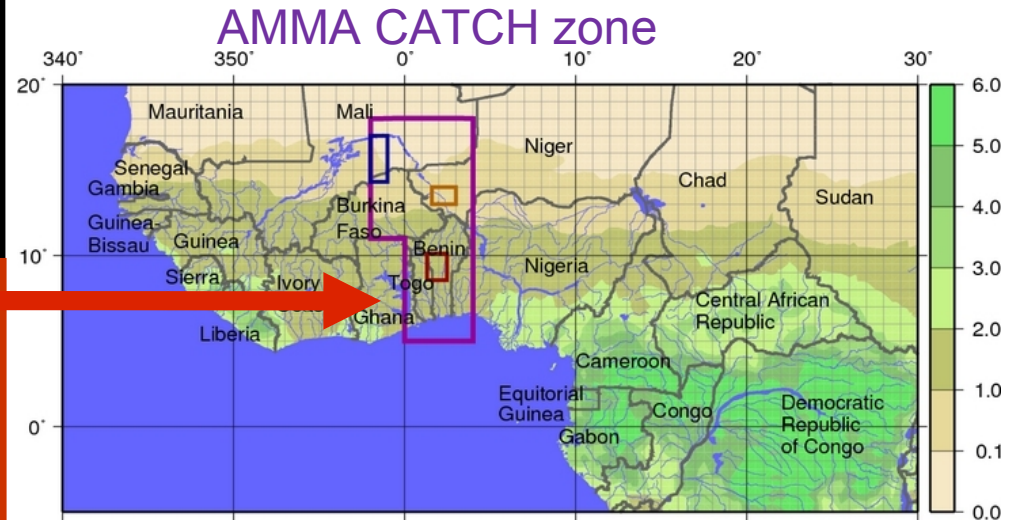 AMMA CATCH zone
340° 350° 0° 10° 20° 30°
20°
10°
0°
Mauritania
Mali
Niger
Chad
Sudan
Senegal
Gambia
Guinea-
Bissau
Guinea
Burkina
Faso
Benin
Nigeria
Sierra
Ivory
Togo
Ghana
Liberia
Central African
Republic
Cameroon
Equitorial
Guinea
Congo
Gabon
Democratic
Republic
of Congo
6.0
5.0
4.0
3.0
2.0
1.0
0.1
0.0